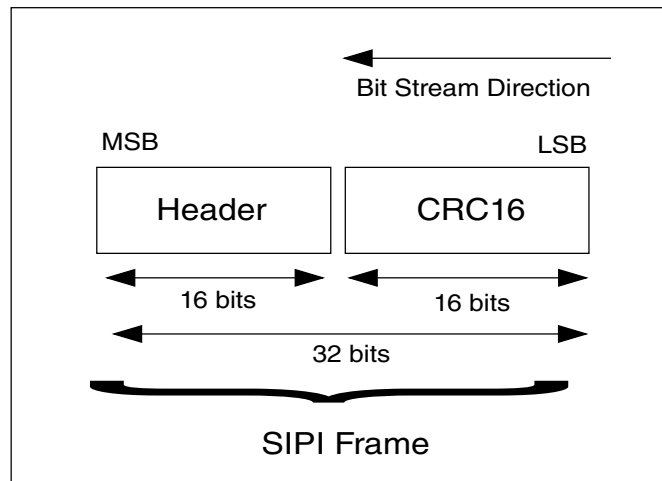 Bit Stream Direction
MSB
LSB
Header
CRC16
16 bits
16 bits
32 bits
SIPI Frame